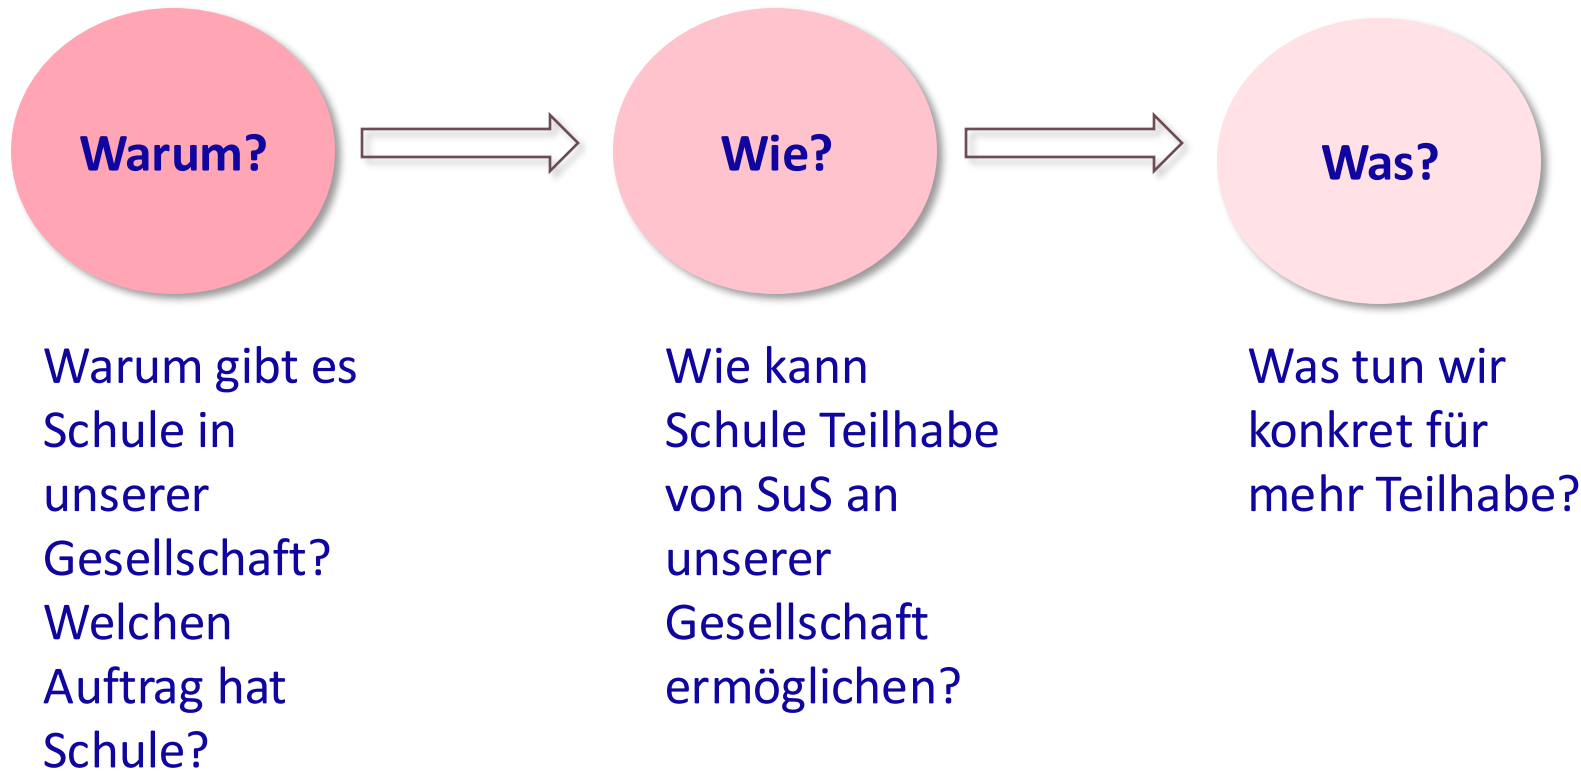 Warum?
Wie?
Was?
Warum gibt es
Schule in
unserer
Gesellschaft?
Welchen
Auftrag hat
Schule?
Wie kann
Schule Teilhabe
von SuS an
unserer
Gesellschaft
ermöglichen?
Was tun wir
konkret für
mehr Teilhabe?